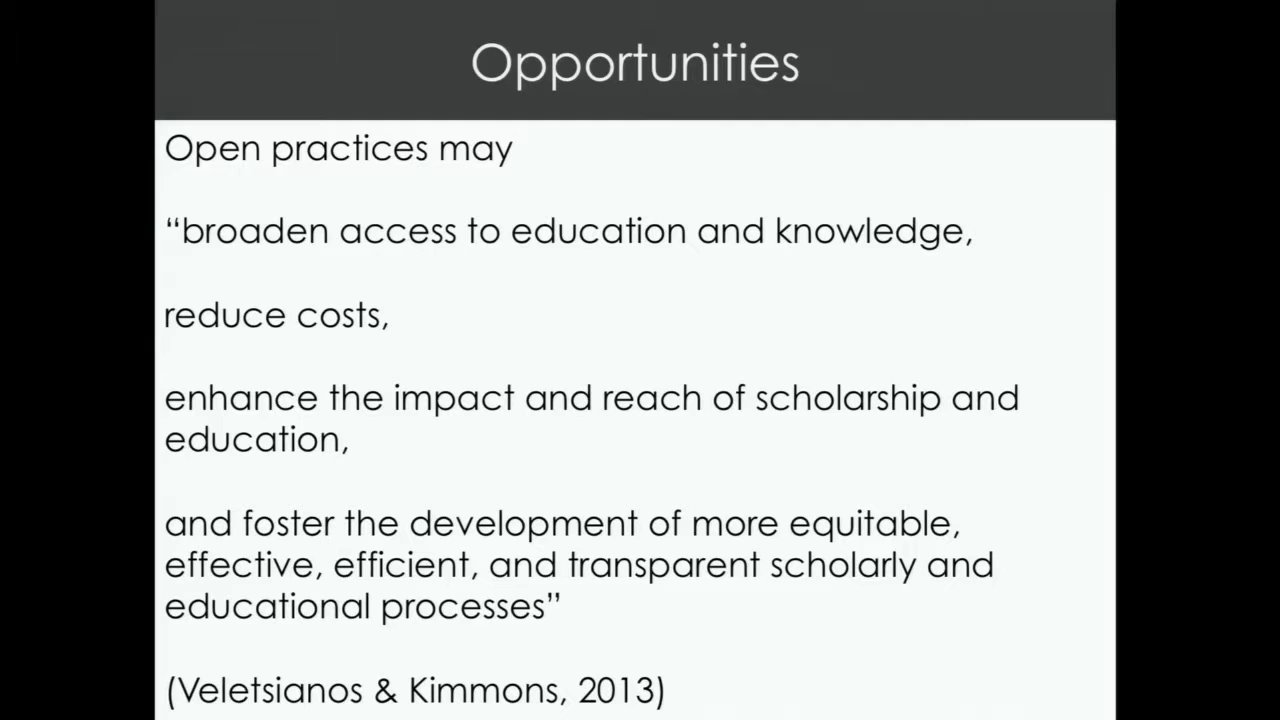 Opportunities
Open practices may
“broaden access to education and knowledge,
reduce costs,
enhance the impact and reach of scholarship and
education,
and foster the development of more equitable,
effective, efficient, and transparent scholarly and
educational processes”
(Veletsianos & Kimmons, 2013)